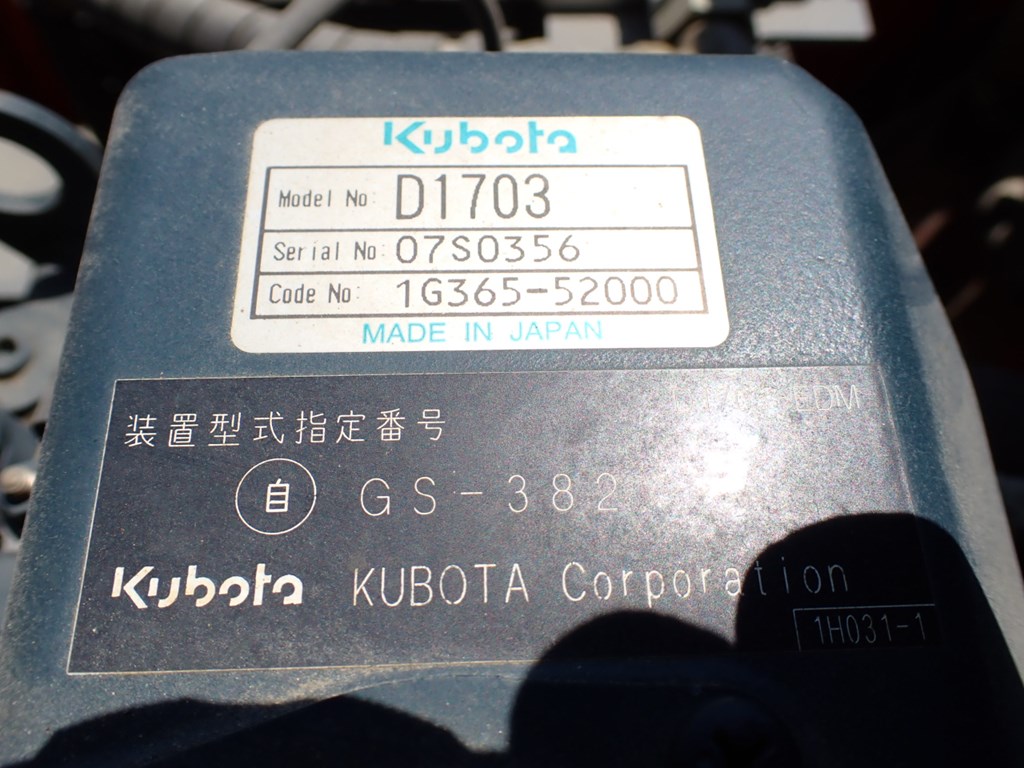 Kubota
Model No: D1703
Serial No: 07S0356
Code No: 1G365-52000
MADE IN JAPAN
EDM
装置型式指定番号
自 GS-382
Kubota KUBOTA Corporation
1H031-1